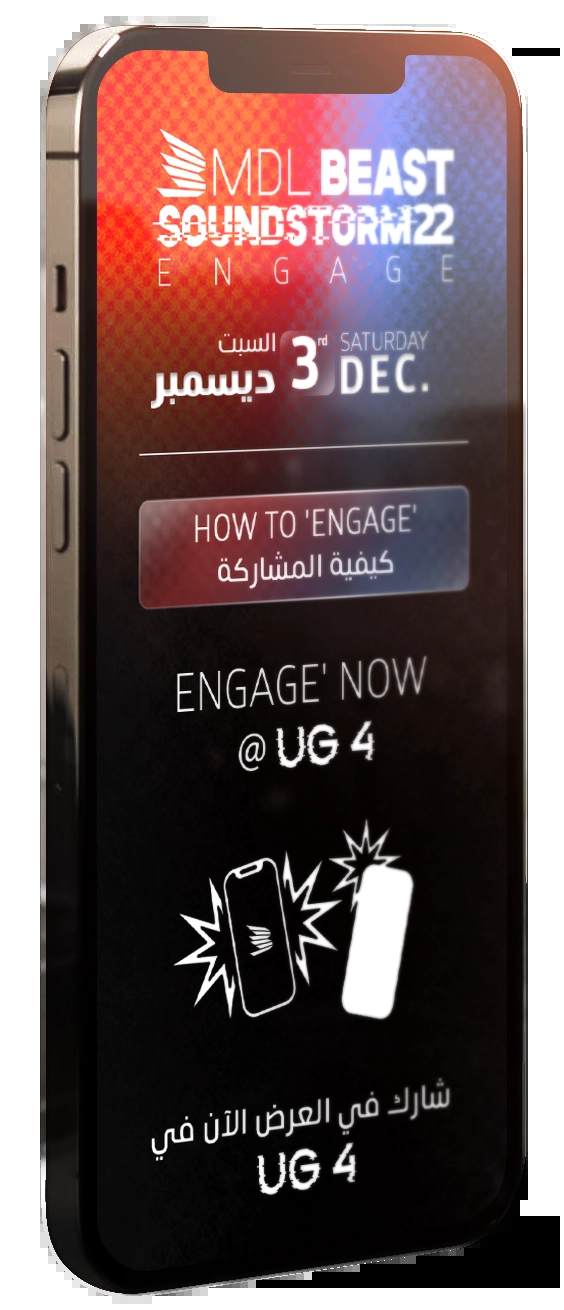 MDL BEAST
SOUNDSTORM22
ENGAGE
السبت 3rd SATURDAY
ديسمبر DEC.
HOW TO 'ENGAGE'
كيفية المشاركة
ENGAGE' NOW
@ UG 4
شارك في العرض الآن في
UG 4